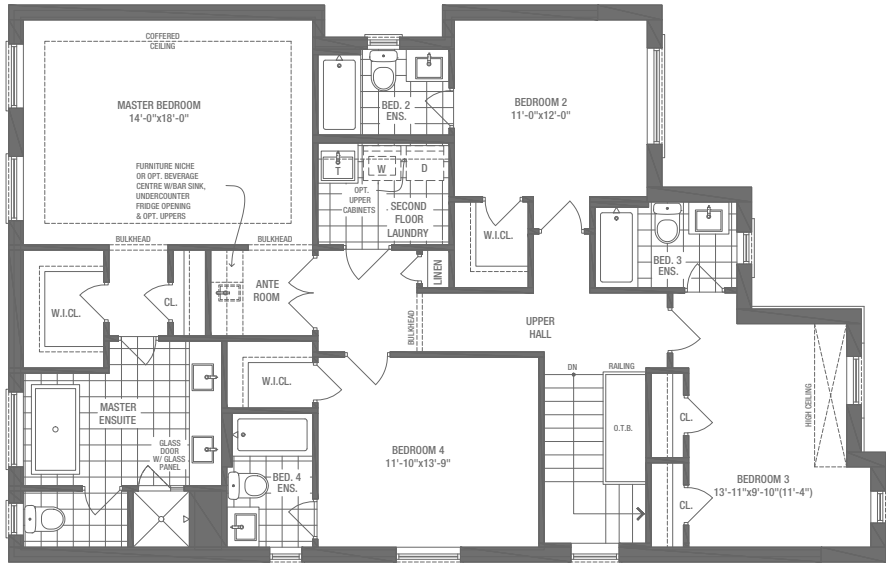 COFFERED
CEILING
MASTER BEDROOM
14'-0"x18'-0"
FURNITURE NICHE
OR OPT. BEVERAGE
CENTRE W/BAR SINK,
UNDERCOUNTER
FRIDGE OPENING
& OPT. UPPERS
BULKHEAD
BULKHEAD
BED. 2
ENS.
BEDROOM 2
11'-0"x12'-0"
T
W
D
OPT.
UPPER
CABINETS
SECOND
FLOOR
LAUNDRY
W.I.CL.
BED. 3
ENS.
W.I.CL.
CL.
ANTE
ROOM
LINEN
BULKHEAD
UPPER
HALL
W.I.CL.
DN
RAILING
O.T.B.
HIGH CEILING
MASTER
ENSUITE
GLASS
DOOR
W/ GLASS
PANEL
BED. 4
ENS.
BEDROOM 4
11'-10"x13'-9"
CL.
CL.
BEDROOM 3
13'-11"x9'-10"(11'-4")